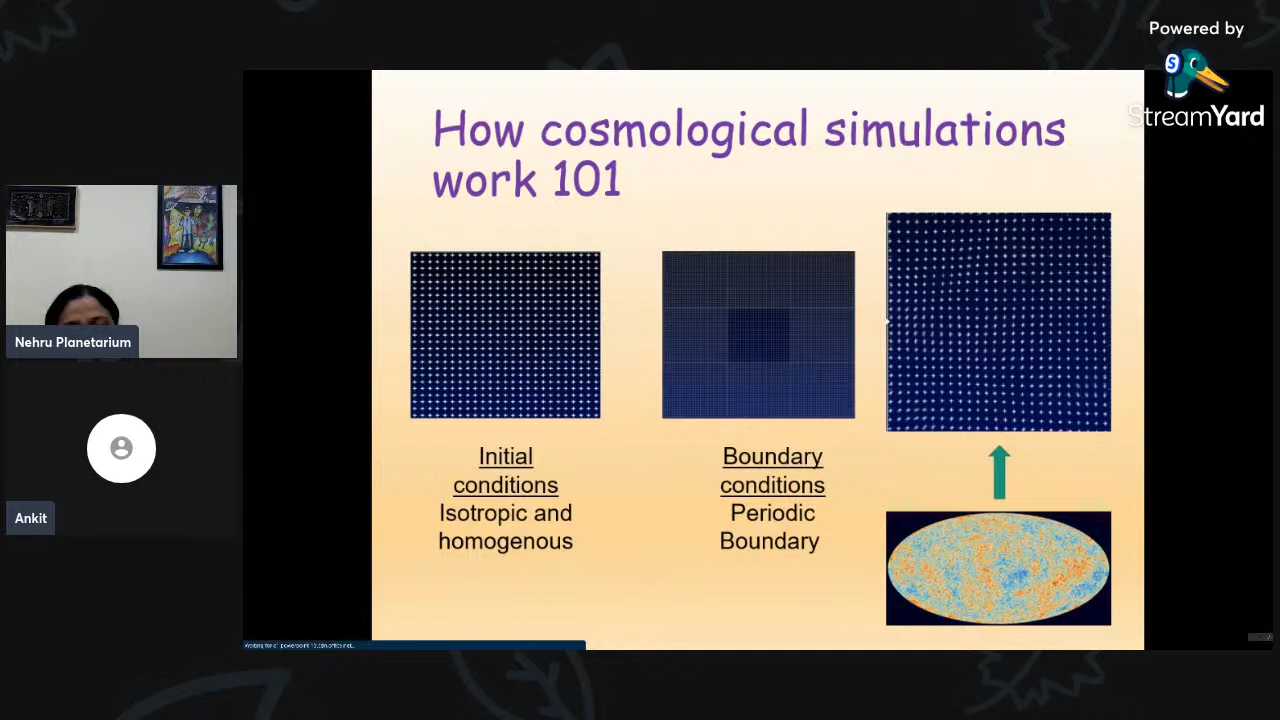 Powered by
StreamYard
How cosmological simulations
work 101
Initial
conditions
Isotropic and
homogenous
Boundary
conditions
Periodic
Boundary
Nehru Planetarium
Ankit